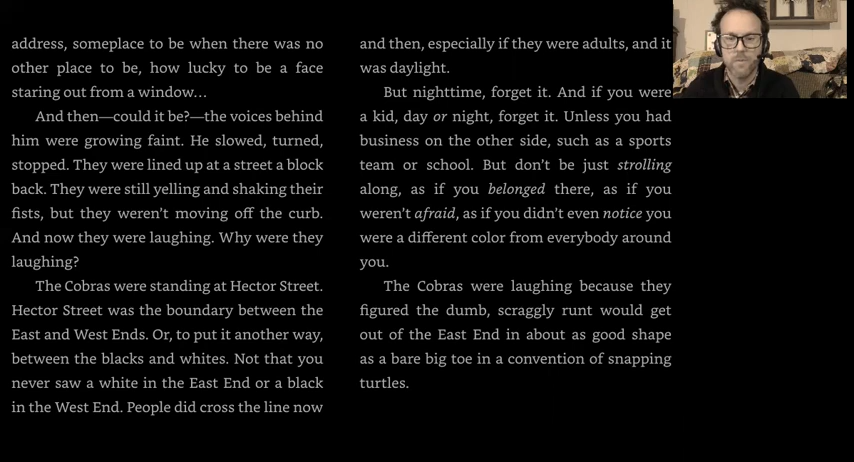 address, someplace to be when there was no
other place to be, how lucky to be a face
staring out from a window…
And then—could it be?—the voices behind
him were growing faint. He slowed, turned,
stopped. They were lined up at a street a block
back. They were still yelling and shaking their
fists, but they weren't moving off the curb.
And now they were laughing. Why were they
laughing?
The Cobras were standing at Hector Street.
Hector Street was the boundary between the
East and West Ends. Or, to put it another way,
between the blacks and whites. Not that you
never saw a white in the East End or a black
in the West End. People did cross the line now
and then, especially if they were adults, and it
was daylight.
But nighttime, forget it. And if you were
a kid, day or night, forget it. Unless you had
business on the other side, such as a sports
team or school. But don't be just strolling
along, as if you belonged there, as if you
weren't afraid, as if you didn't even notice you
were a different color from everybody around
you.
The Cobras were laughing because they
figured the dumb, scraggly runt would get
out of the East End in about as good shape
as a bare big toe in a convention of snapping
turtles.